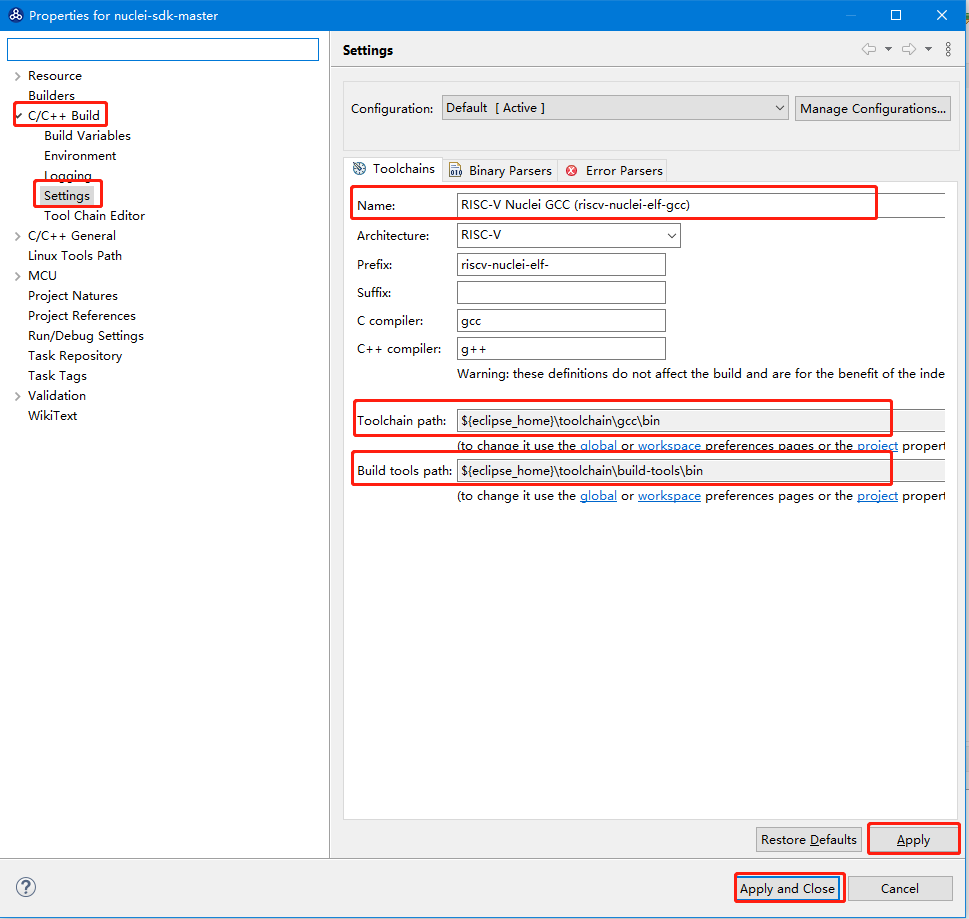 Properties for nuclei-sdk-master
Resource
Builders
C/C++ Build
Build Variables
Environment
Logging
Settings
Tool Chain Editor
C/C++ General
Linux Tools Path
MCU
Project Natures
Project References
Run/Debug Settings
Task Repository
Task Tags
Validation
WikiText
Settings
Configuration: Default [ Active ] Manage Configurations...
Toolchains Binary Parsers Error Parsers
Name: RISC-V Nuclei GCC (riscv-nuclei-elf-gcc)
Architecture: RISC-V
Prefix: riscv-nuclei-elf-
Suffix:
C compiler: gcc
C++ compiler: g++
Warning: these definitions do not affect the build and are for the benefit of the inde
Toolchain path: ${eclipse_home}\toolchain\gcc\bin
(to change it use the global or workspace preferences pages or the project propert
Build tools path: ${eclipse_home}\toolchain\build-tools\bin
(to change it use the global or workspace preferences pages or the project propert
Restore Defaults Apply
? Apply and Close Cancel